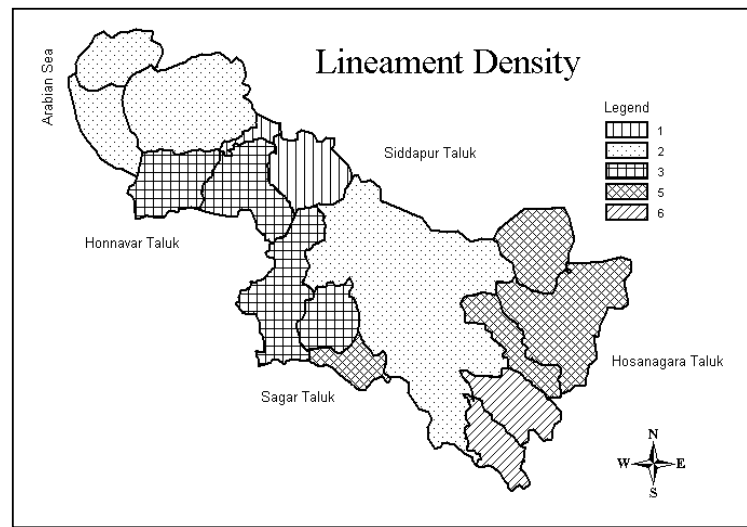 Lineament Density
Arabian Sea
Legend
1
2
3
5
6
Siddapur Taluk
Honnavar Taluk
Hosanagara Taluk
Sagar Taluk
N
W E
S